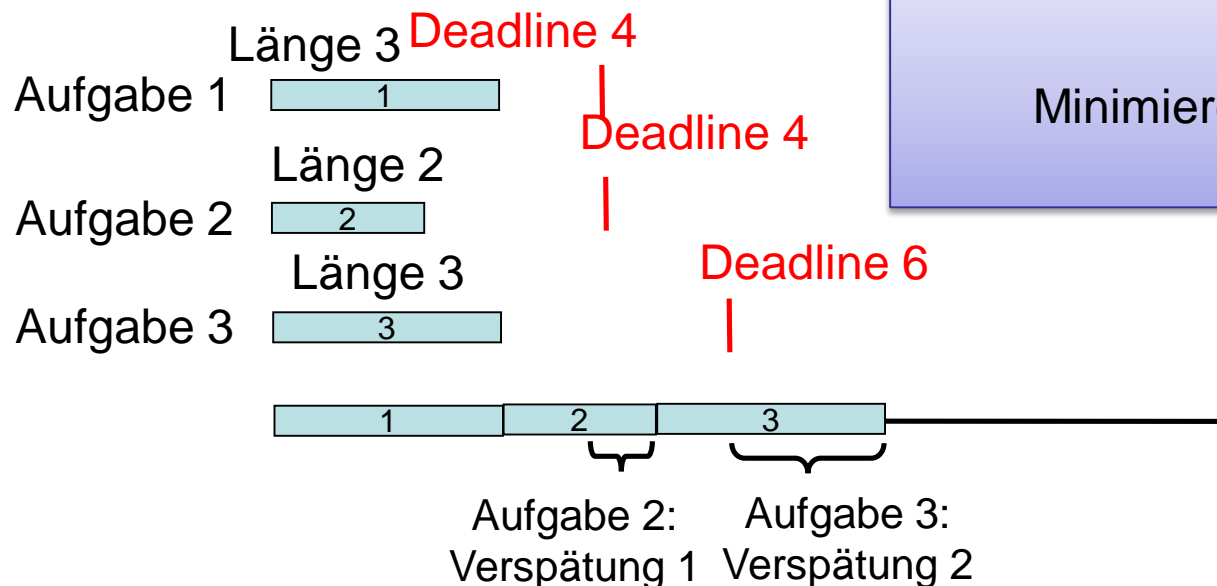 Länge 3 Deadline 4
Aufgabe 1 1
Minimier
Deadline 4
Länge 2
Aufgabe 2 2
Deadline 6
Länge 3
Aufgabe 3 3
1 2 3
Aufgabe 2: Aufgabe 3:
Verspätung 1 Verspätung 2